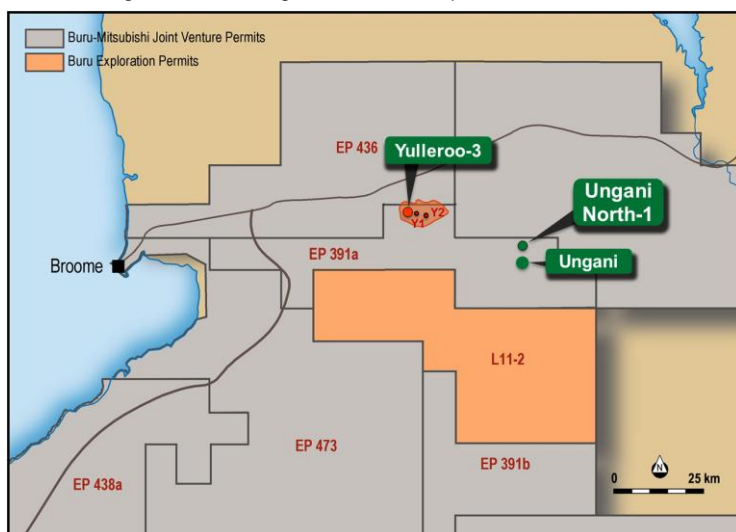 Buru-Mitsubishi Joint Venture Permits
Buru Exploration Permits
EP 436
Yulleroo-3
Y1
Y2
Ungani
North-1
Ungani
Broome
EP 391a
L11-2
EP 473
EP 438a
EP 391b
N
0 25 km